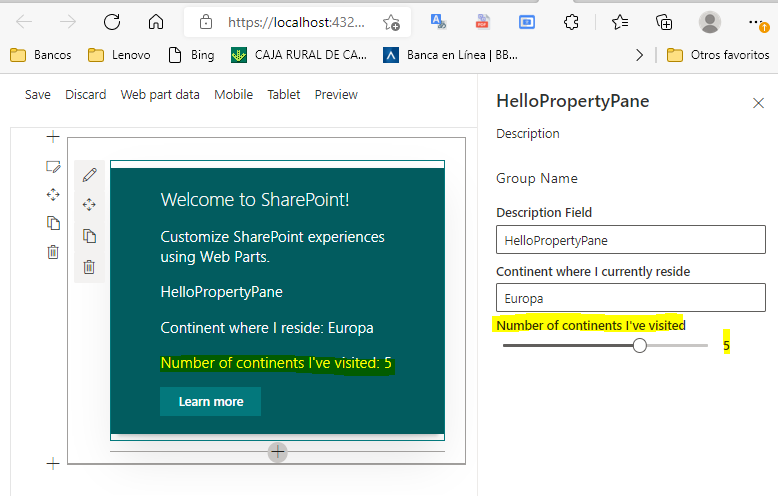 https://localhost:432...
Bancos
Lenovo
Bing
CAJA RURAL DE CA...
Banca en Línea | BB...
Otros favoritos
Save
Discard
Web part data
Mobile
Tablet
Preview
Welcome to SharePoint!
Customize SharePoint experiences
using Web Parts.
HelloPropertyPane
Continent where I reside: Europa
Number of continents I've visited: 5
Learn more
HelloPropertyPane
Description
Group Name
Description Field
HelloPropertyPane
Continent where I currently reside
Europa
Number of continents I've visited
5